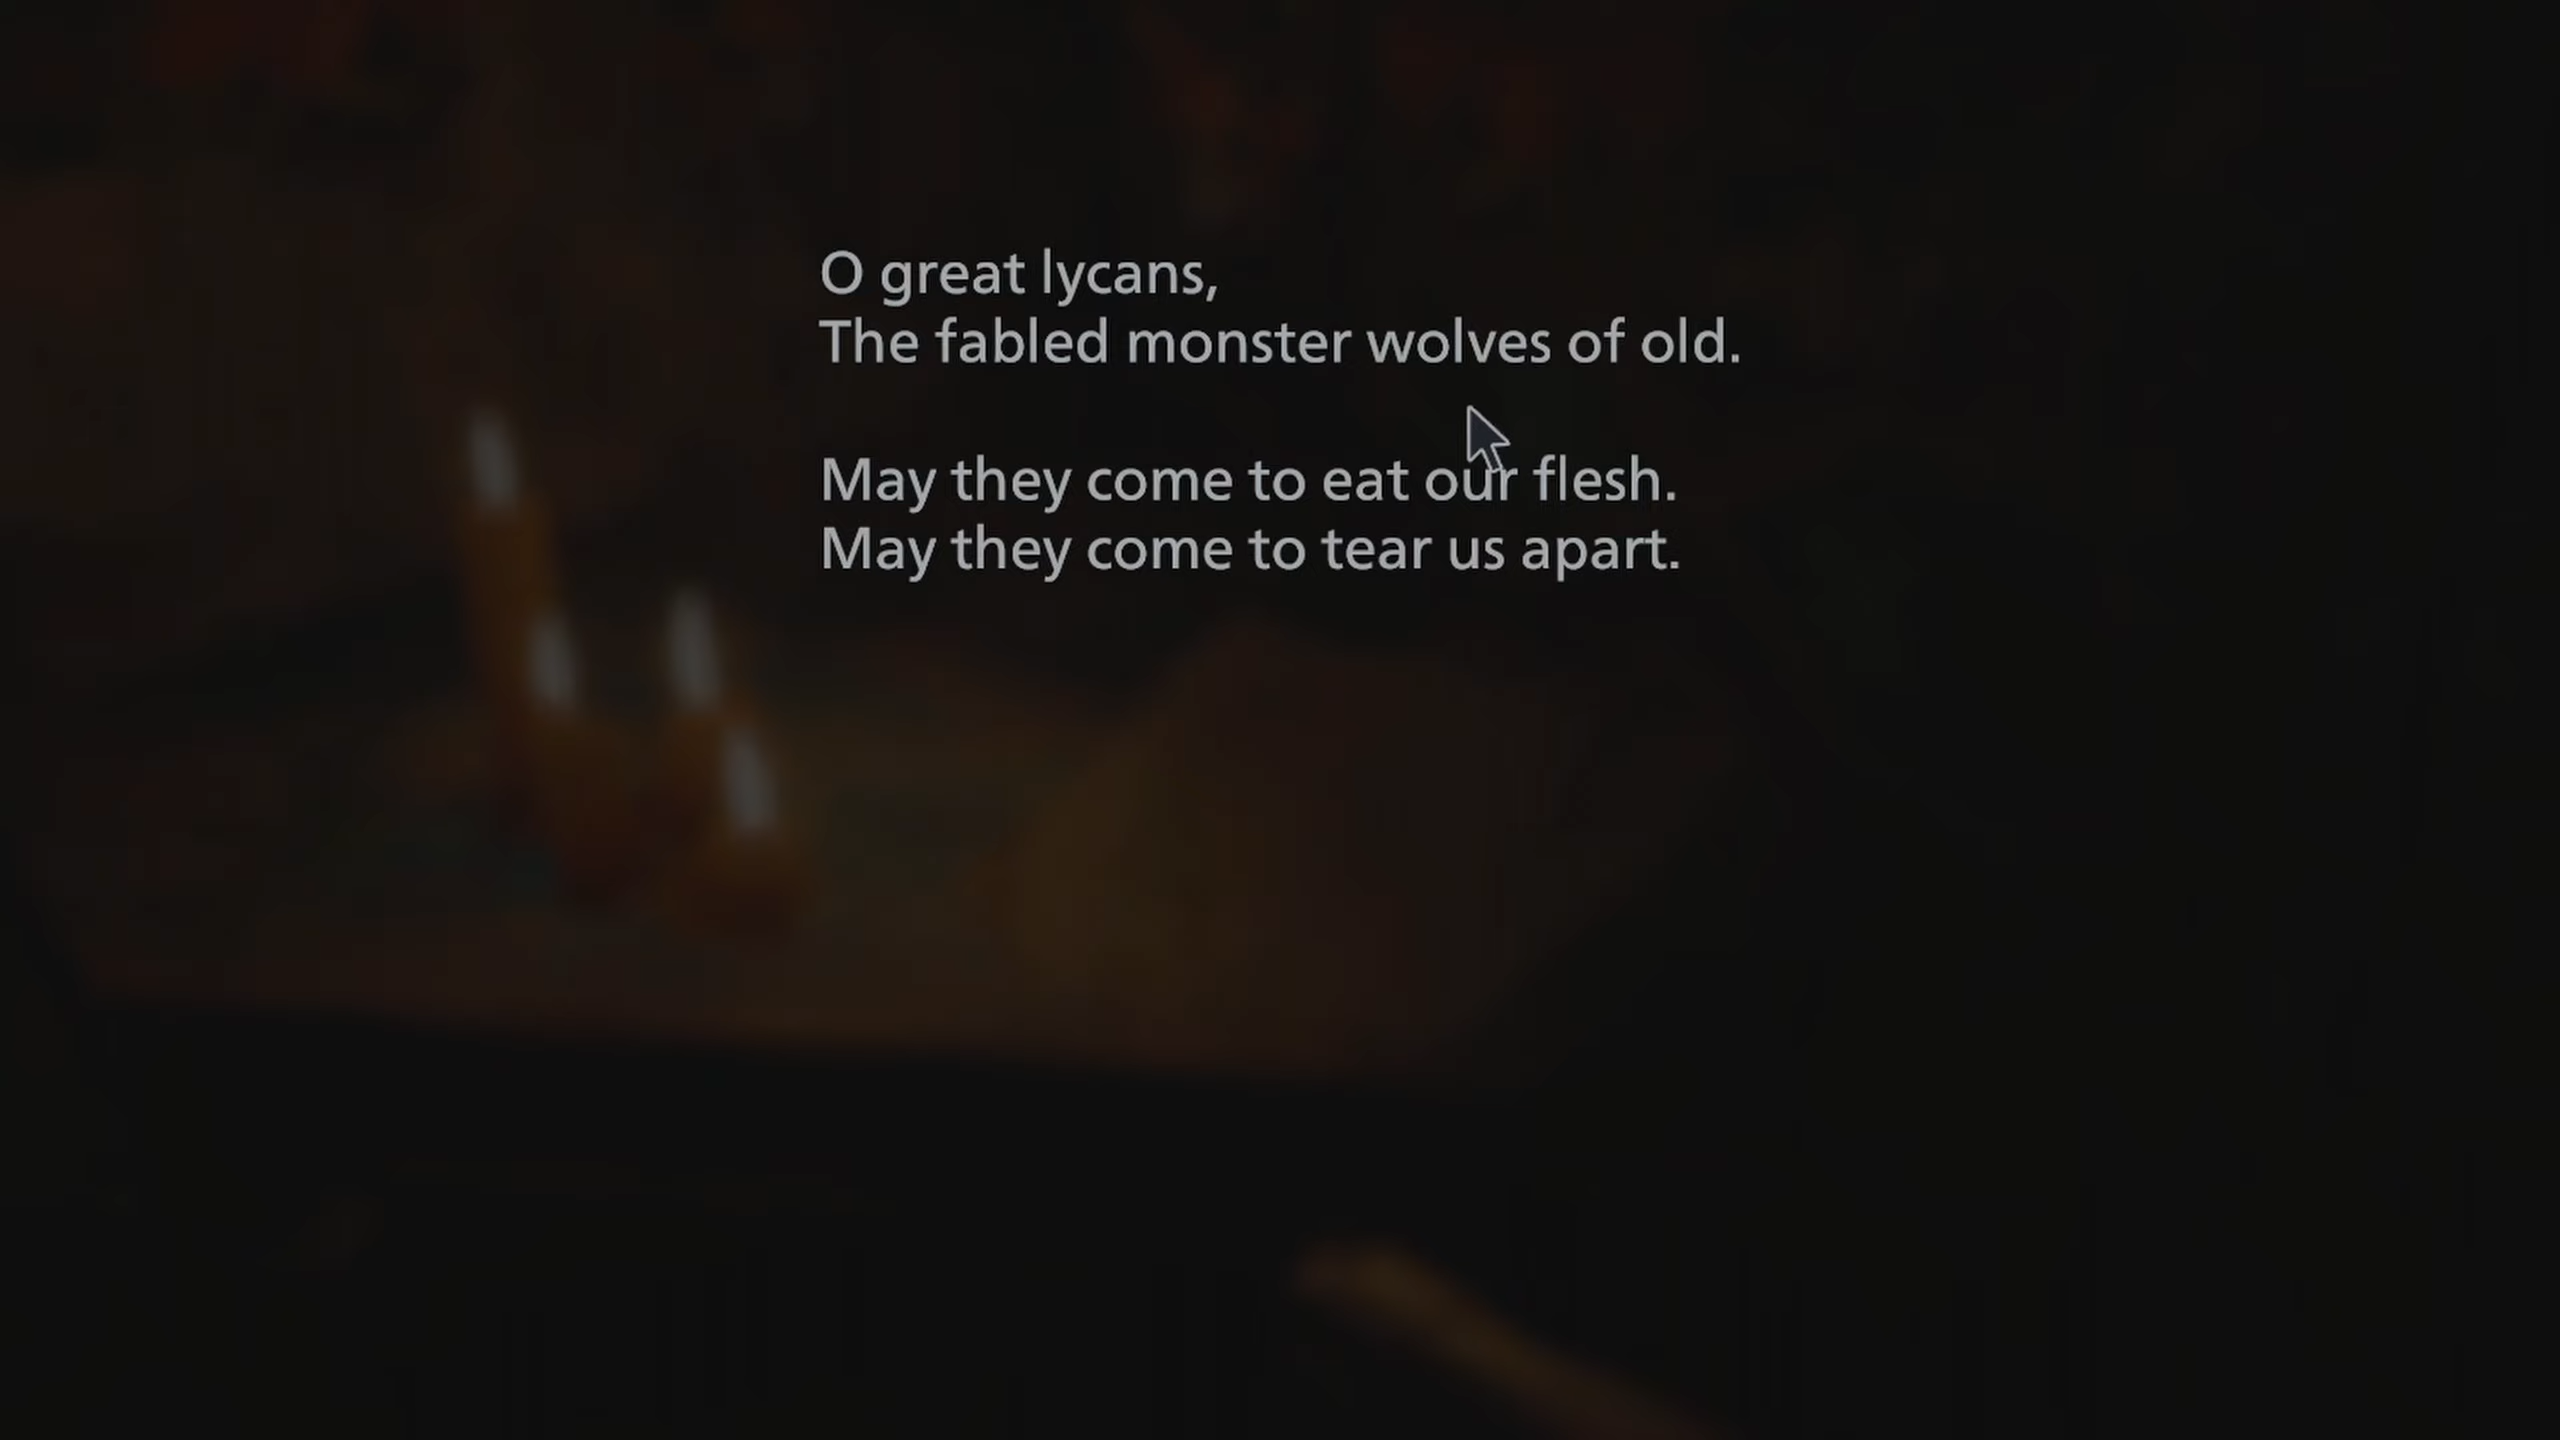 O great lycans,
The fabled monster wolves of old.
May they come to eat our flesh.
May they come to tear us apart.